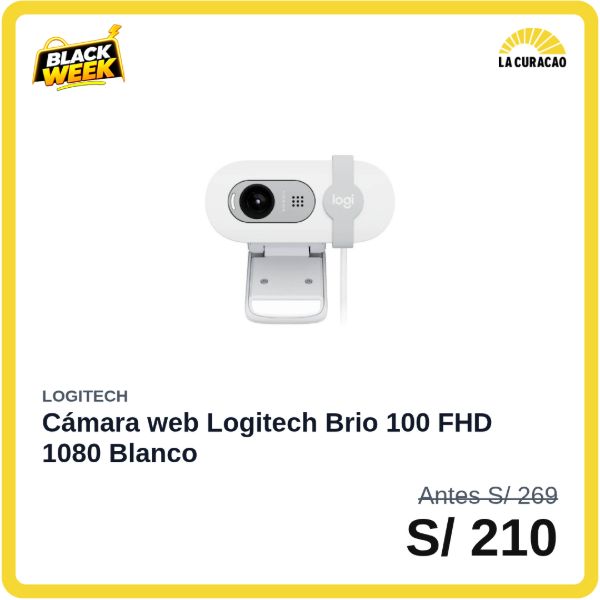 BLACK
WEEK
LA CURACAO
logi
LOGITECH
Cámara web Logitech Brio 100 FHD
1080 Blanco
Antes S/ 269
S/ 210